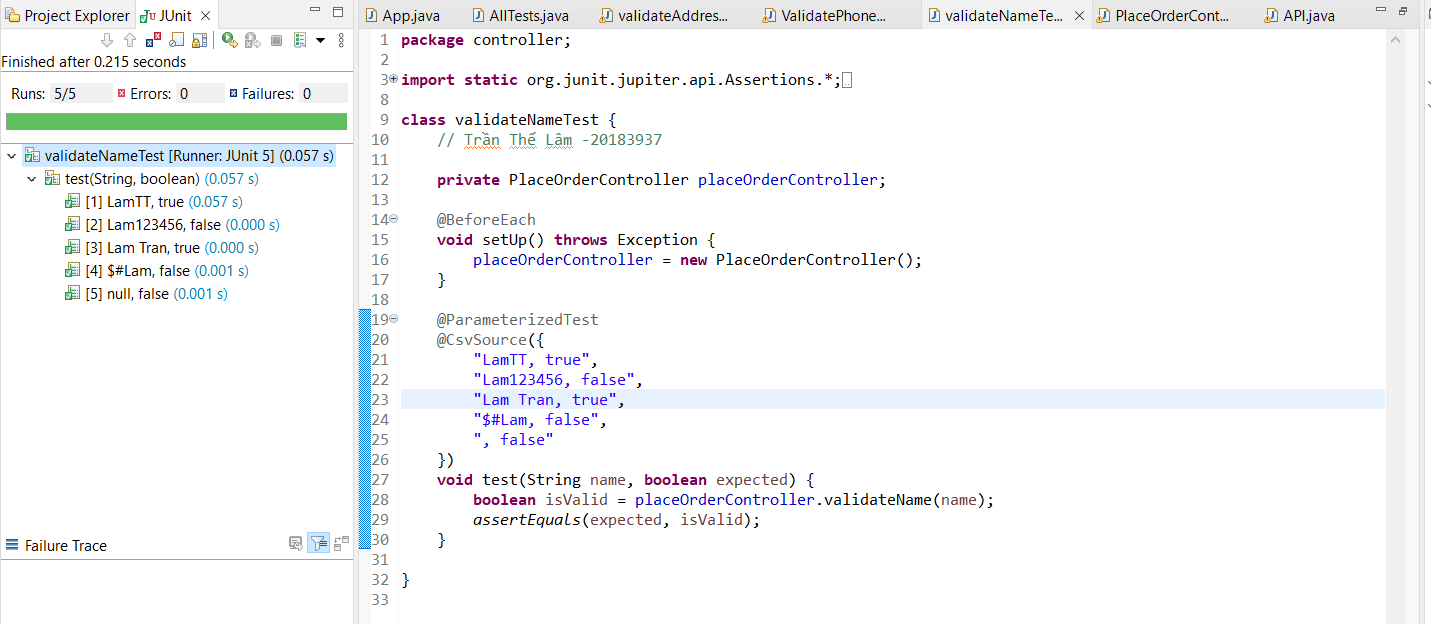 Project Explorer JUnit
Finished after 0.215 seconds
Runs: 5/5 Errors: 0 Failures: 0
validateNameTest [Runner: JUnit 5] (0.057 s)
test(String, boolean) (0.057 s)
[1] LamTT, true (0.057 s)
[2] Lam123456, false (0.000 s)
[3] Lam Tran, true (0.000 s)
[4] $#Lam, false (0.001 s)
[5] null, false (0.001 s)
Failure Trace
App.java AllTests.java validateAddres... ValidatePhone... validateNameTe... PlaceOrderCont... API.java
1 package controller;
2
3 import static org.junit.jupiter.api.Assertions.*;
8
9 class validateNameTest {
10 // Trần Thế Lâm -20183937
11
12 private PlaceOrderController placeOrderController;
13
14 @BeforeEach
15 void setUp() throws Exception {
16 placeOrderController = new PlaceOrderController();
17 }
18
19 @ParameterizedTest
20 @CsvSource({
21 "LamTT, true",
22 "Lam123456, false",
23 "Lam Tran, true",
24 "$#Lam, false",
25 ", false"
26 })
27 void test(String name, boolean expected) {
28 boolean isValid = placeOrderController.validateName(name);
29 assertEquals(expected, isValid);
30 }
31
32 }
33